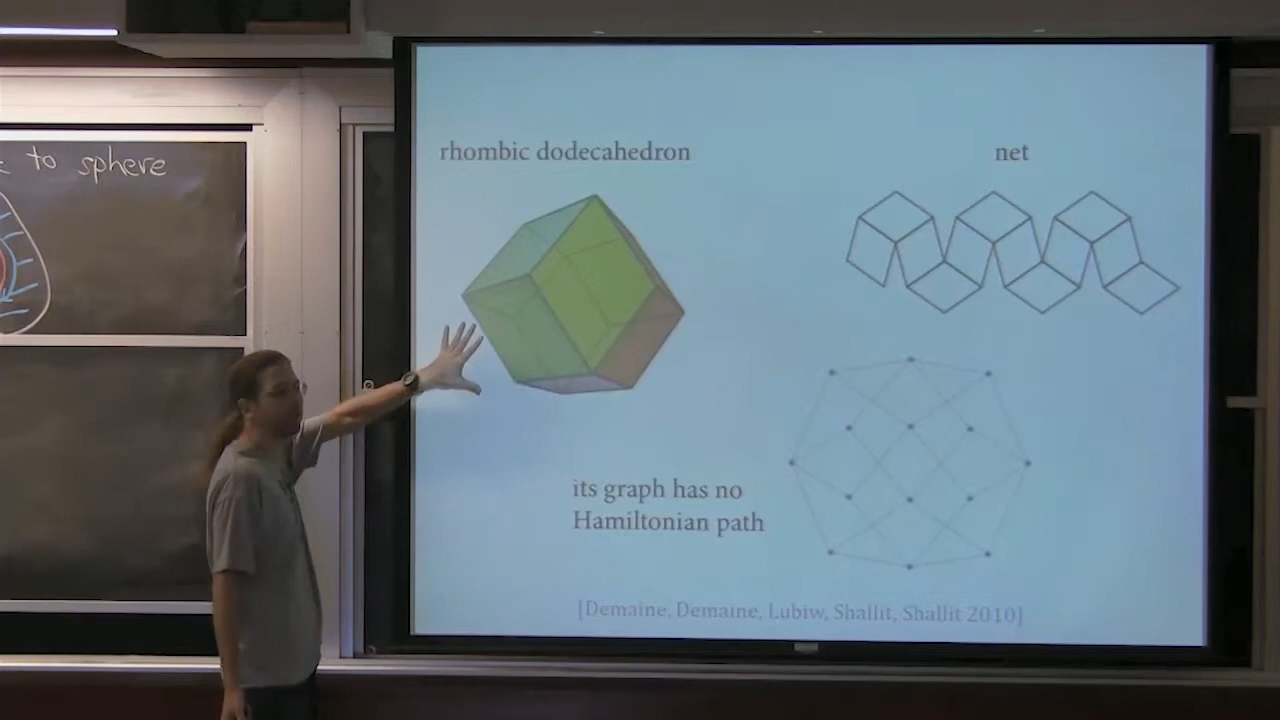 to sphere
rhombic dodecahedron
net
its graph has no
Hamiltonian path
[Demaine, Demaine, Lubiw, Shallit, Shallit 2010]